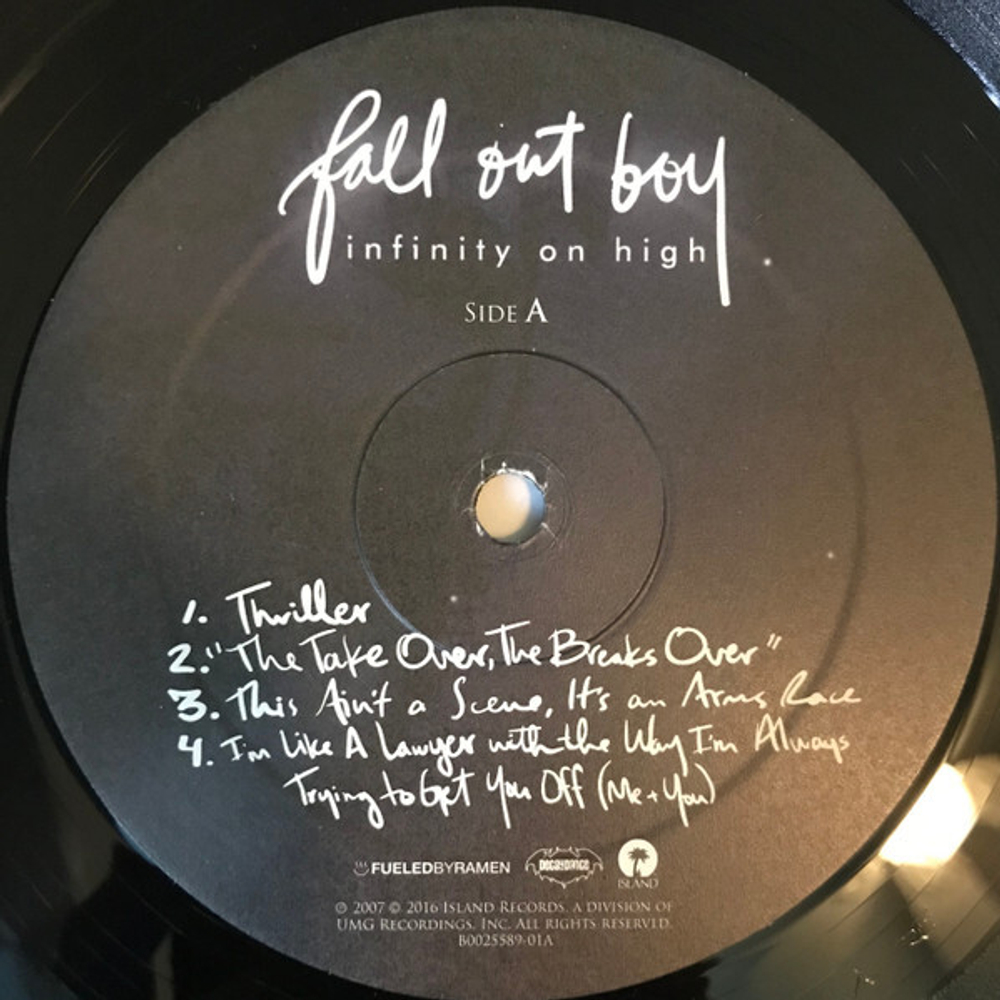 fall out boy
infinity on high
SIDE A
1. Thriller
2. "The Take Over, The Breaks Over"
3. This Ain't a Scene, It's an Arms Race
4. I'm Like A Lawyer with the Way I'm Always
Trying to Get You Off (Me + You)
FUELEDBYRAMEN DECAYDANCE ISLAND
℗ 2007 © 2016 ISLAND RECORDS, A DIVISION OF
UMG RECORDINGS, INC. ALL RIGHTS RESERVED.
B0025589-01A